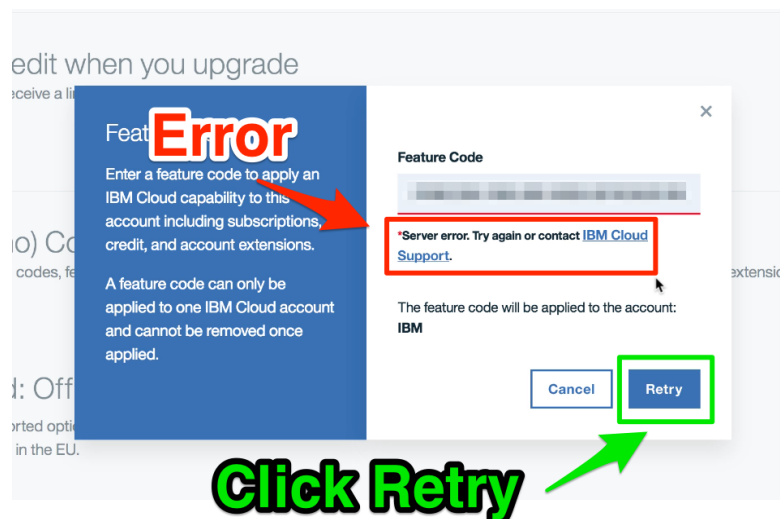 edit when you upgrade
eceive a li
Feat
Error
Enter a feature code to apply an
IBM Cloud capability to this
account including subscriptions,
credit, and account extensions.
A feature code can only be
applied to one IBM Cloud account
and cannot be removed once
applied.
×
Feature Code
*Server error. Try again or contact IBM Cloud
Support.
The feature code will be applied to the account:
IBM
Cancel
Retry
Click Retry
o) Co
codes, fe
extensio
d: Off
orted opti
in the EU.